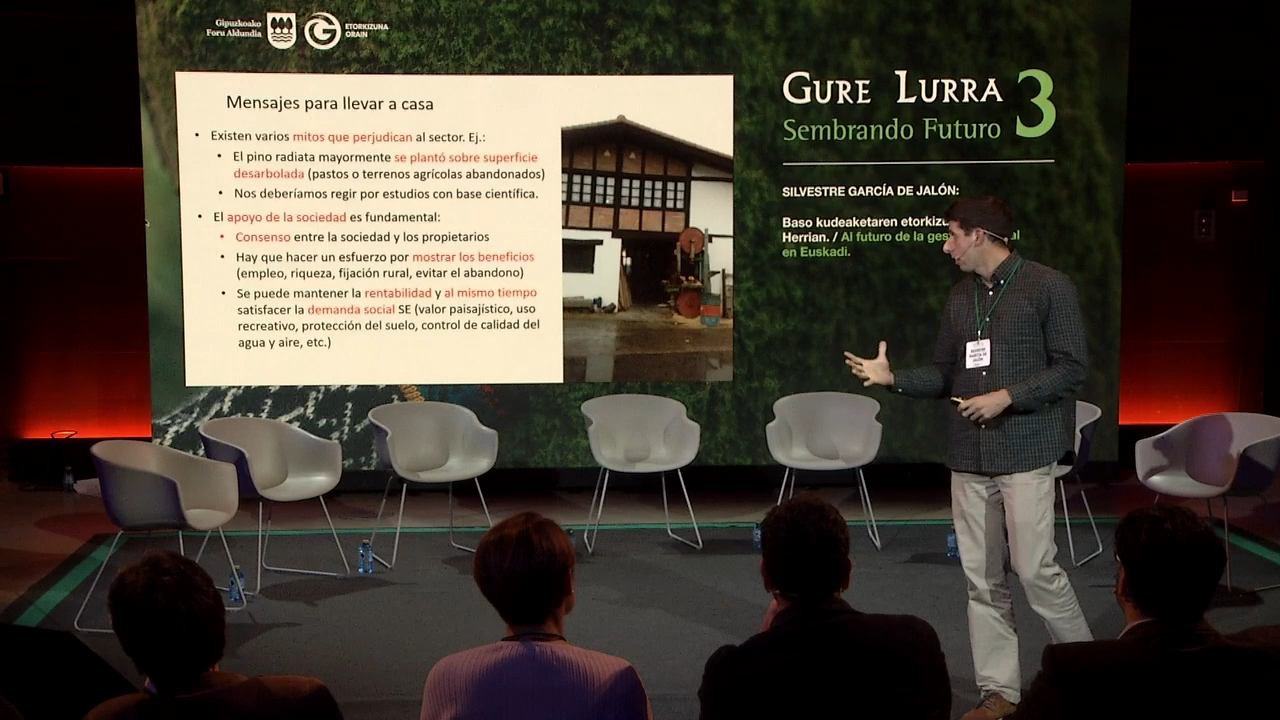 Gipuzkoako
Foru Aldundia
ETORKIZUNA
ORAIN
Mensajes para llevar a casa
• Existen varios mitos que perjudican al sector. Ej.:
• El pino radiata mayormente se plantó sobre superficie
desarbolada (pastos o terrenos agrícolas abandonados)
• Nos deberíamos regir por estudios con base científica.
• El apoyo de la sociedad es fundamental:
• Consenso entre la sociedad y los propietarios
• Hay que hacer un esfuerzo por mostrar los beneficios
(empleo, riqueza, fijación rural, evitar el abandono)
• Se puede mantener la rentabilidad y al mismo tiempo
satisfacer la demanda social SE (valor paisajístico, uso
recreativo, protección del suelo, control de calidad del
agua y aire, etc.)
GURE LURRA 3
Sembrando Futuro
SILVESTRE GARCÍA DE JALÓN:
Baso kudeaketaren
Herrian. / Al futuro de la
en Euskadi.
SILVESTRE
GARCÍA DE
JALÓN